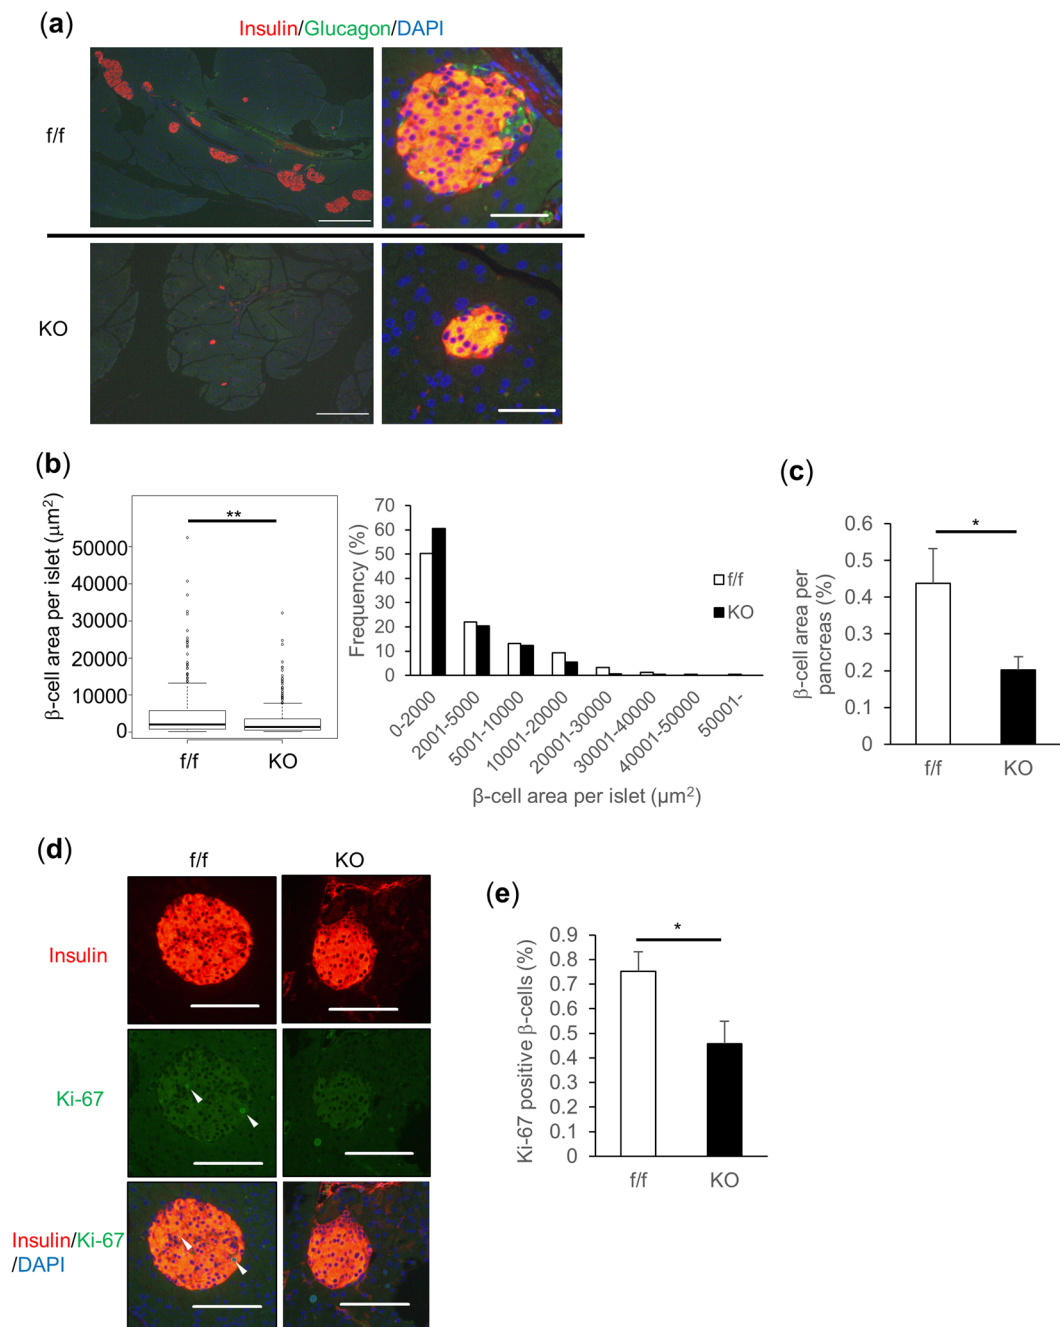 (a)
Insulin/Glucagon/DAPI
f/f
KO
(b)
β-cell area per islet (μm²)
50000
40000
30000
20000
10000
0
**
f/f
KO
Frequency (%)
70
60
50
40
30
20
10
0
f/f
KO
0-2000
2001-5000
5001-10000
10001-20000
20001-30000
30001-40000
40001-50000
50001-
β-cell area per islet (μm²)
(c)
β-cell area per
pancreas (%)
0.6
0.5
0.4
0.3
0.2
0.1
0
*
f/f
KO
(d)
f/f
KO
Insulin
Ki-67
Insulin/Ki-67
/DAPI
(e)
Ki-67 positive β-cells (%)
0.9
0.8
0.7
0.6
0.5
0.4
0.3
0.2
0.1
0
*
f/f
KO